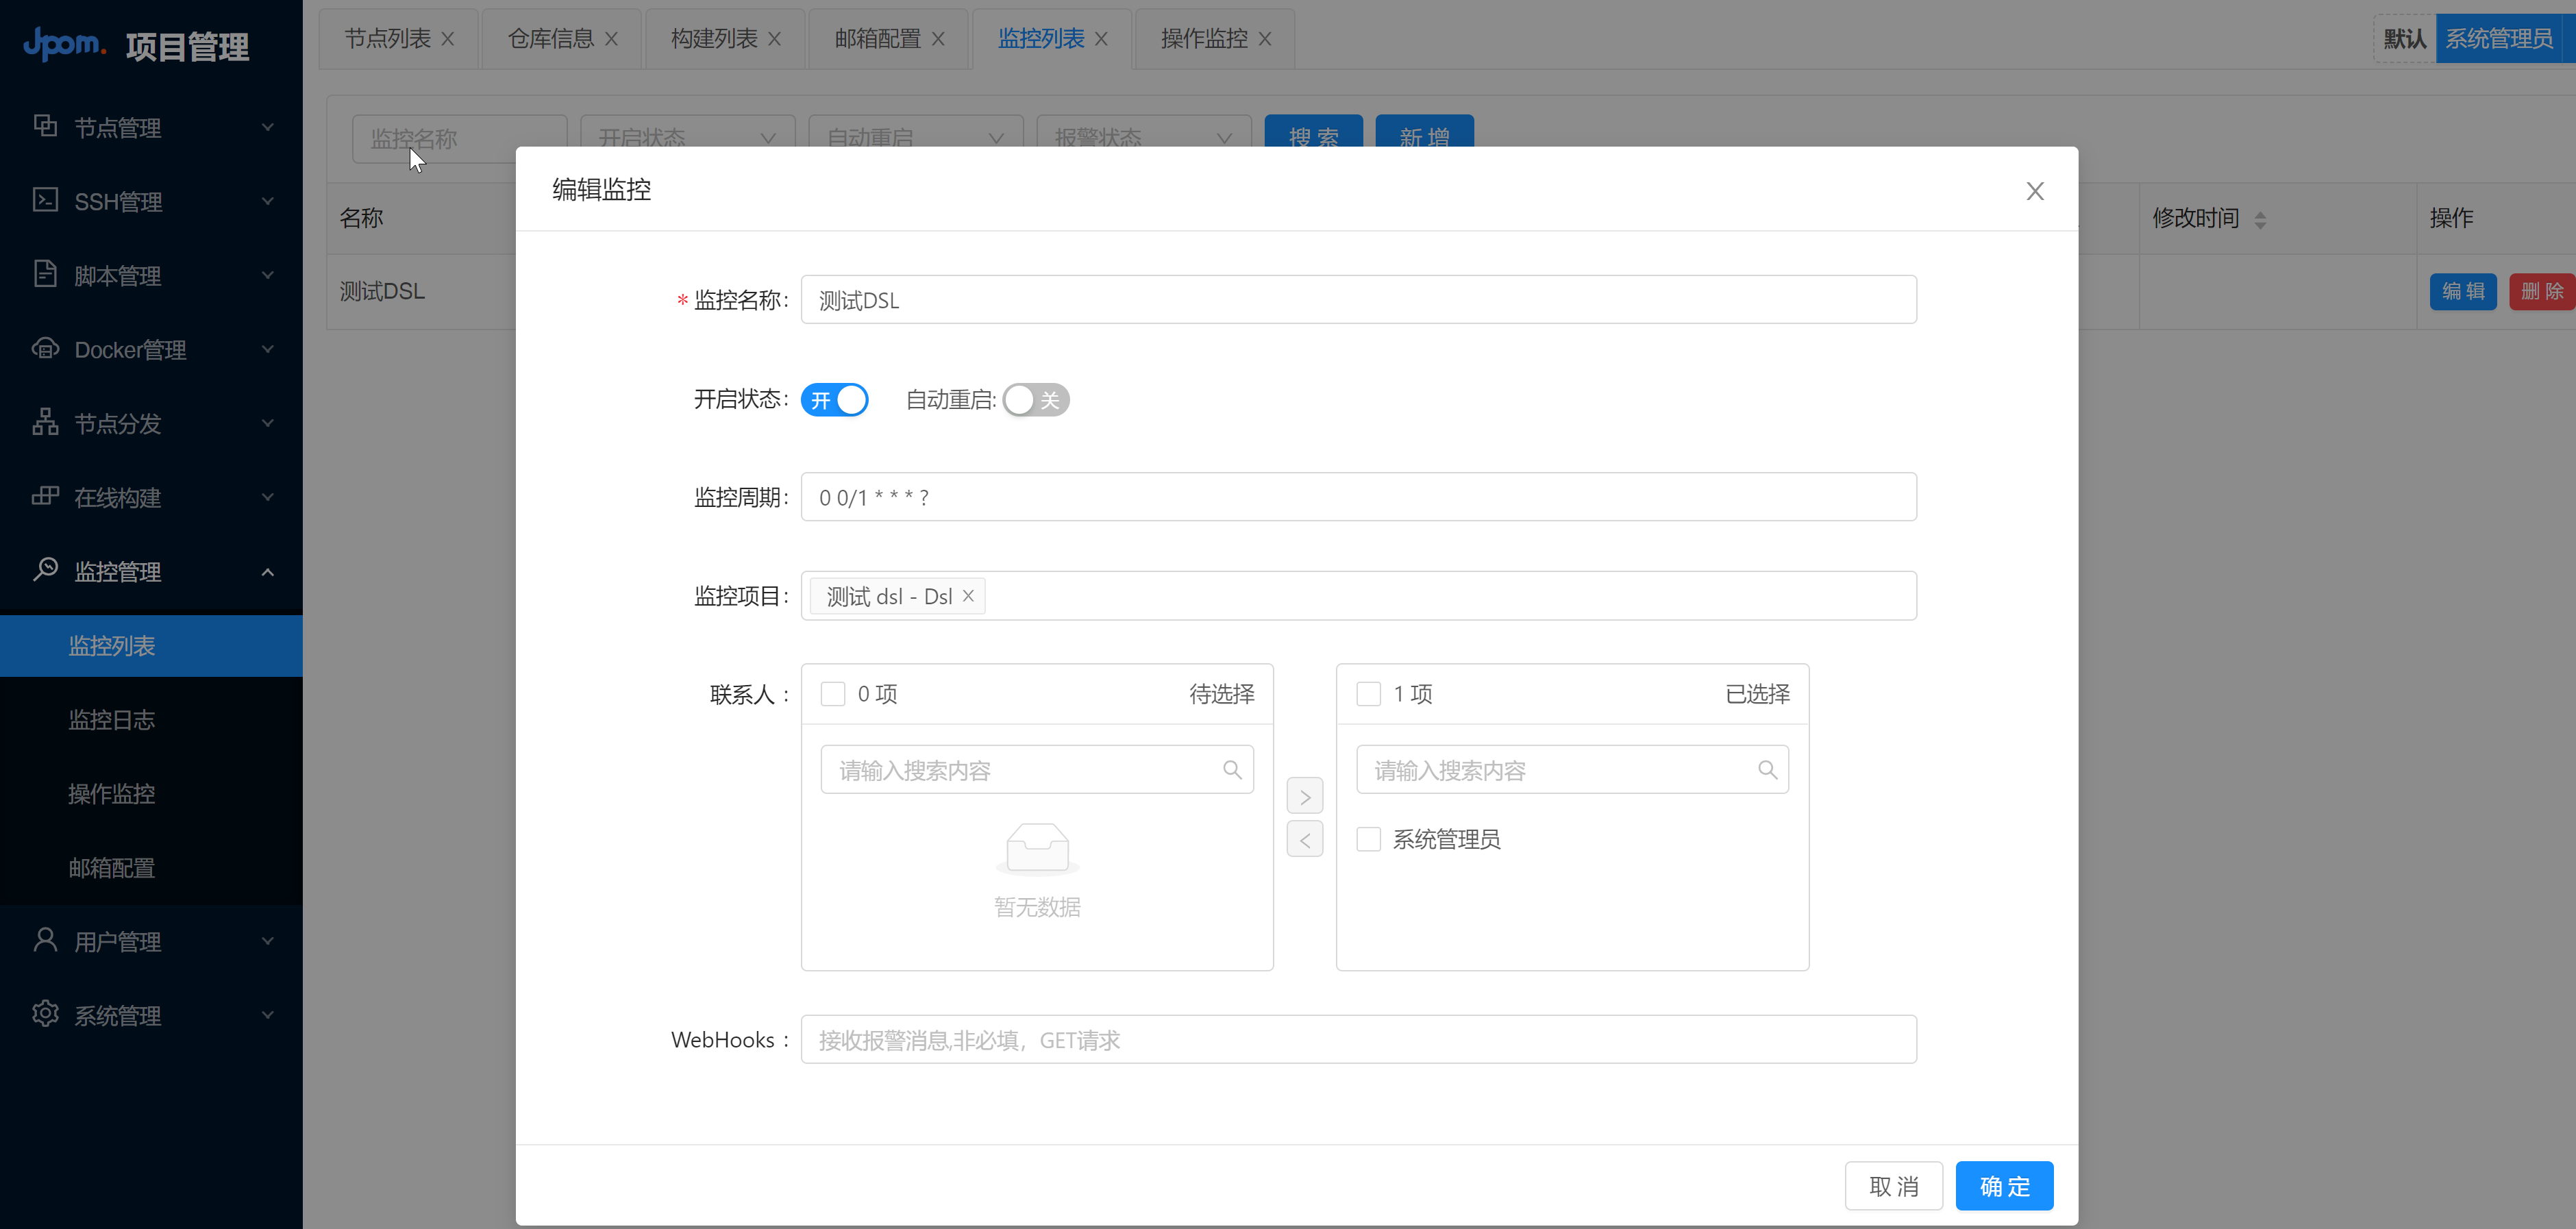 Jpom. 项目管理
节点管理
SSH管理
脚本管理
Docker管理
节点分发
在线构建
监控管理
监控列表
监控日志
操作监控
邮箱配置
用户管理
系统管理
节点列表 仓库信息 构建列表 邮箱配置 监控列表 操作监控
默认 系统管理员
监控名称 开启状态 自动重启 报警状态 搜 索 新 增
名称 修改时间 操作
测试DSL 编 辑 删 除
编辑监控
* 监控名称: 测试DSL
开启状态: 开 自动重启: 关
监控周期: 0 0/1 * * * ?
监控项目: 测试 dsl - Dsl
联系人 : 0 项 待选择 1 项 已选择
请输入搜索内容 请输入搜索内容
系统管理员
暂无数据
WebHooks : 接收报警消息,非必填，GET请求
取 消 确 定